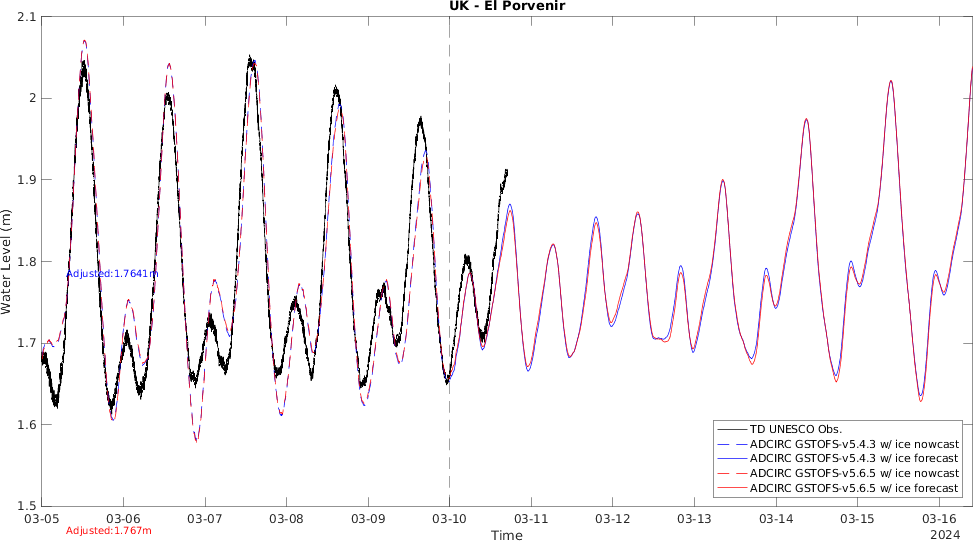 UK - El Porvenir
2.1
2
1.9
1.8
1.7
1.6
1.5
Water Level (m)
Adjusted:1.7641m
Adjusted:1.767m
TD UNESCO Obs.
ADCIRC GSTOFS-v5.4.3 w/ ice nowcast
ADCIRC GSTOFS-v5.4.3 w/ ice forecast
ADCIRC GSTOFS-v5.6.5 w/ ice nowcast
ADCIRC GSTOFS-v5.6.5 w/ ice forecast
03-05 03-06 03-07 03-08 03-09 03-10 03-11 03-12 03-13 03-14 03-15 03-16
Time
2024